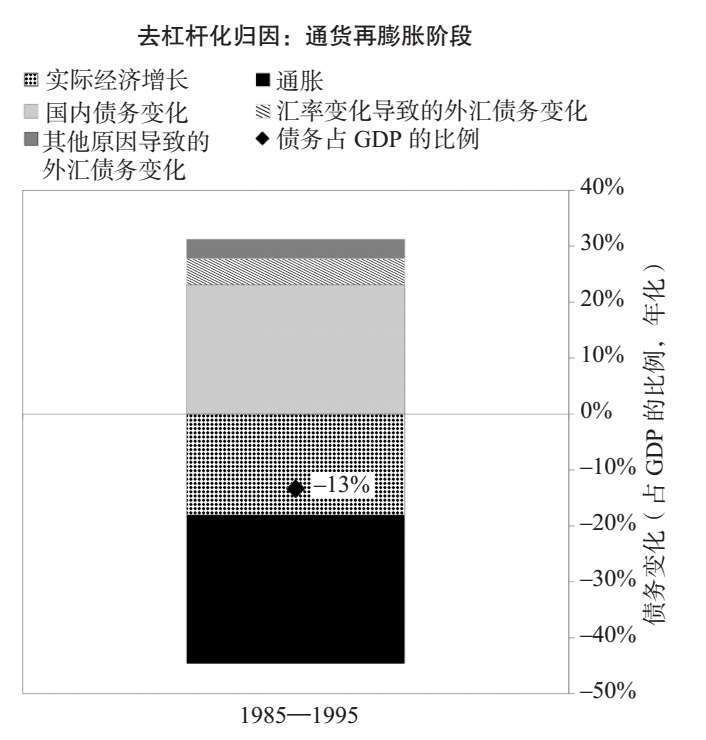 去杠杆化归因：通货再膨胀阶段
实际经济增长
通胀
国内债务变化
汇率变化导致的外汇债务变化
其他原因导致的
外汇债务变化
债务占 GDP 的比例
40%
30%
20%
10%
0%
–10%
–20%
–30%
–40%
–50%
–13%
债务变化（占 GDP 的比例，年化）
1985—1995